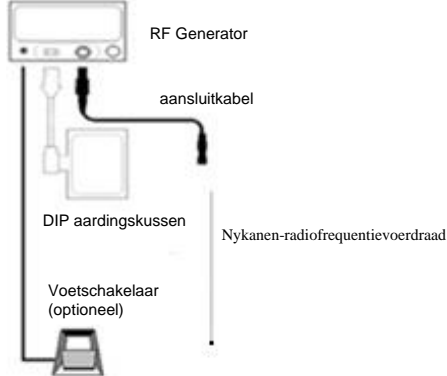 RF Generator
aansluitkabel
DIP aardingskussen
Nykanen-radiofrequentievoerdraad
Voetschakelaar
(optioneel)